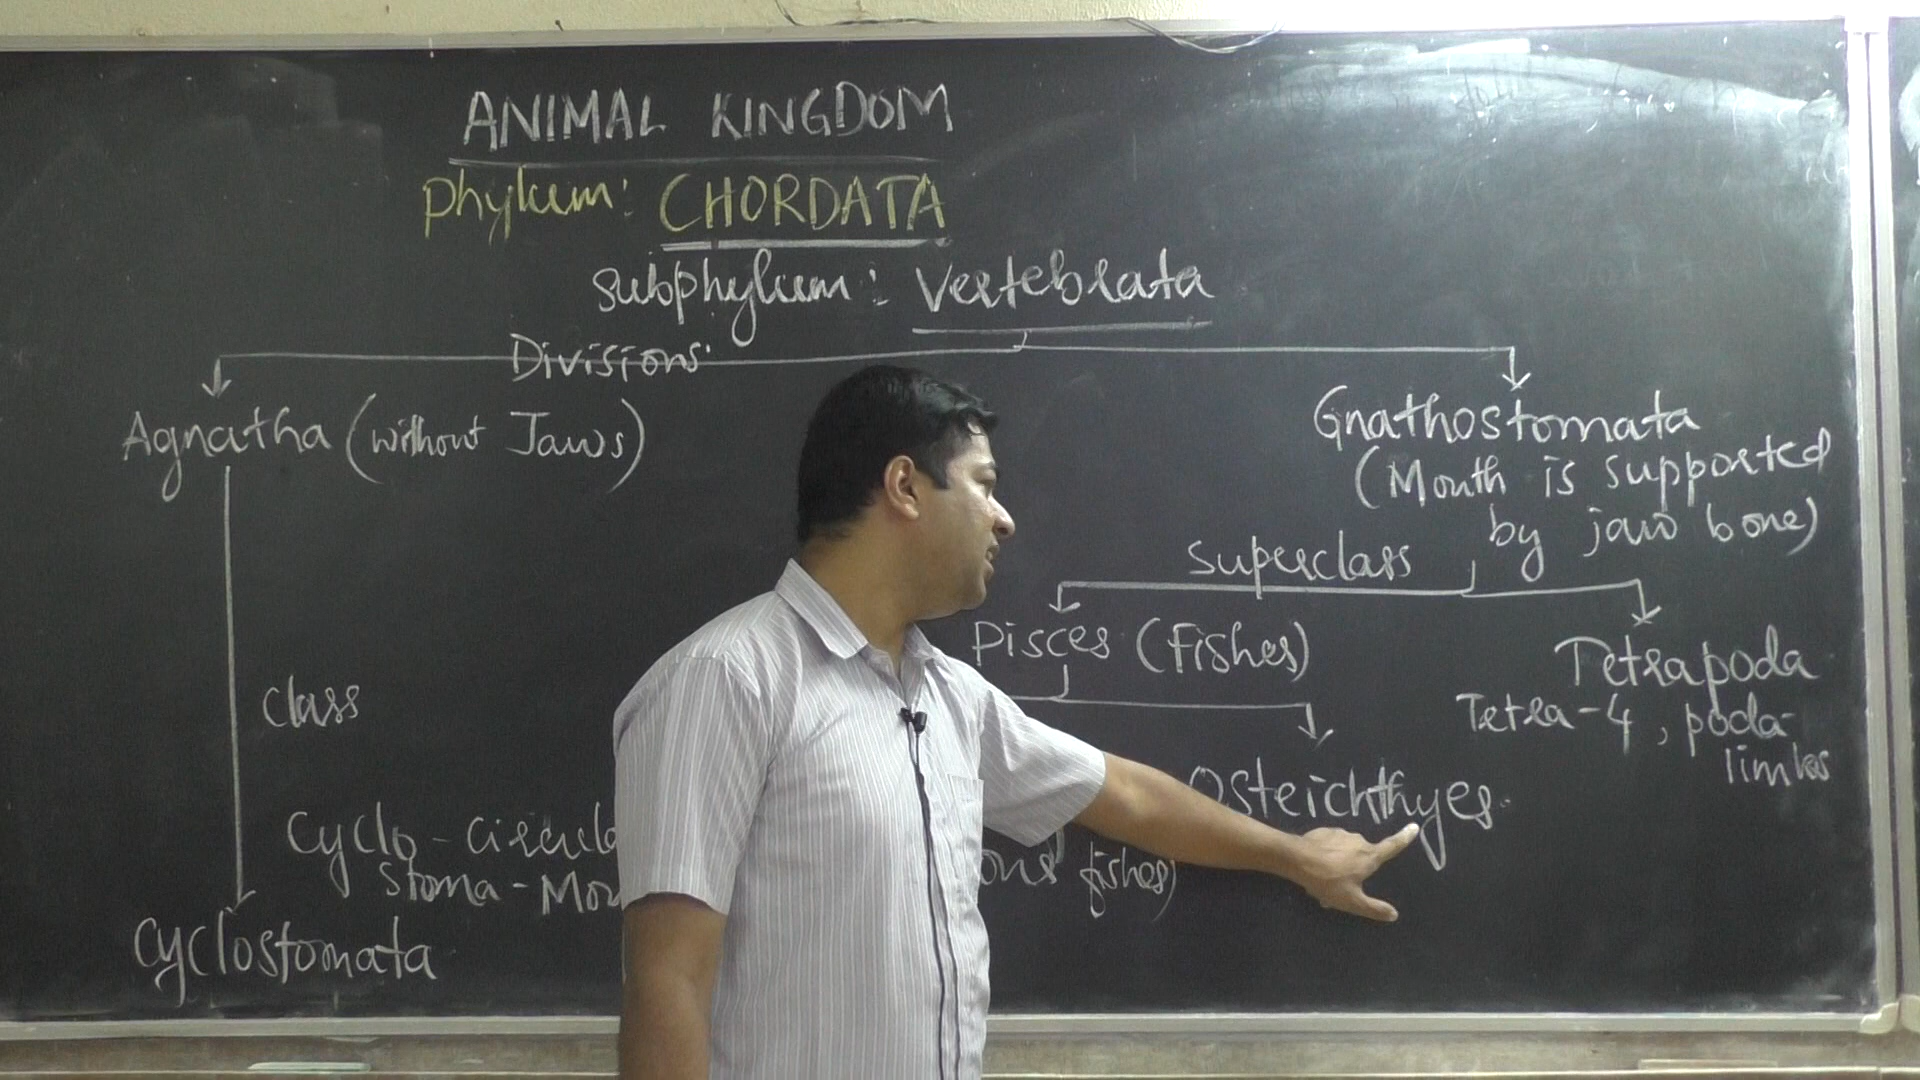 ANIMAL KINGDOM
Phylum: CHORDATA
Subphylum: Vertebrata
Divisions
Agnatha (without Jaws)
Gnathostomata
(Mouth is supported
by jaw bone)
Superclass
Pisces (Fishes)
Tetrapoda
Tetra-4, poda-
limbs
class
Osteichthyes
Cyclo - Circula
Stoma - Mou
fishes)
Cyclostomata